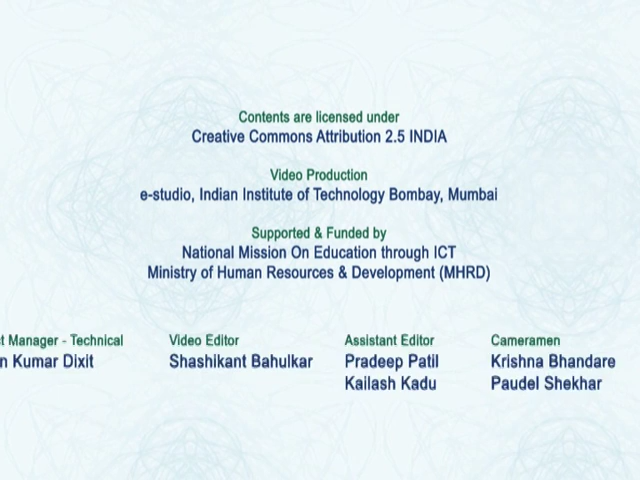 Contents are licensed under
Creative Commons Attribution 2.5 INDIA
Video Production
e-studio, Indian Institute of Technology Bombay, Mumbai
Supported & Funded by
National Mission On Education through ICT
Ministry of Human Resources & Development (MHRD)
Manager - Technical Video Editor Assistant Editor Cameramen
Kumar Dixit Shashikant Bahulkar Pradeep Patil Krishna Bhandare
Kailash Kadu Paudel Shekhar